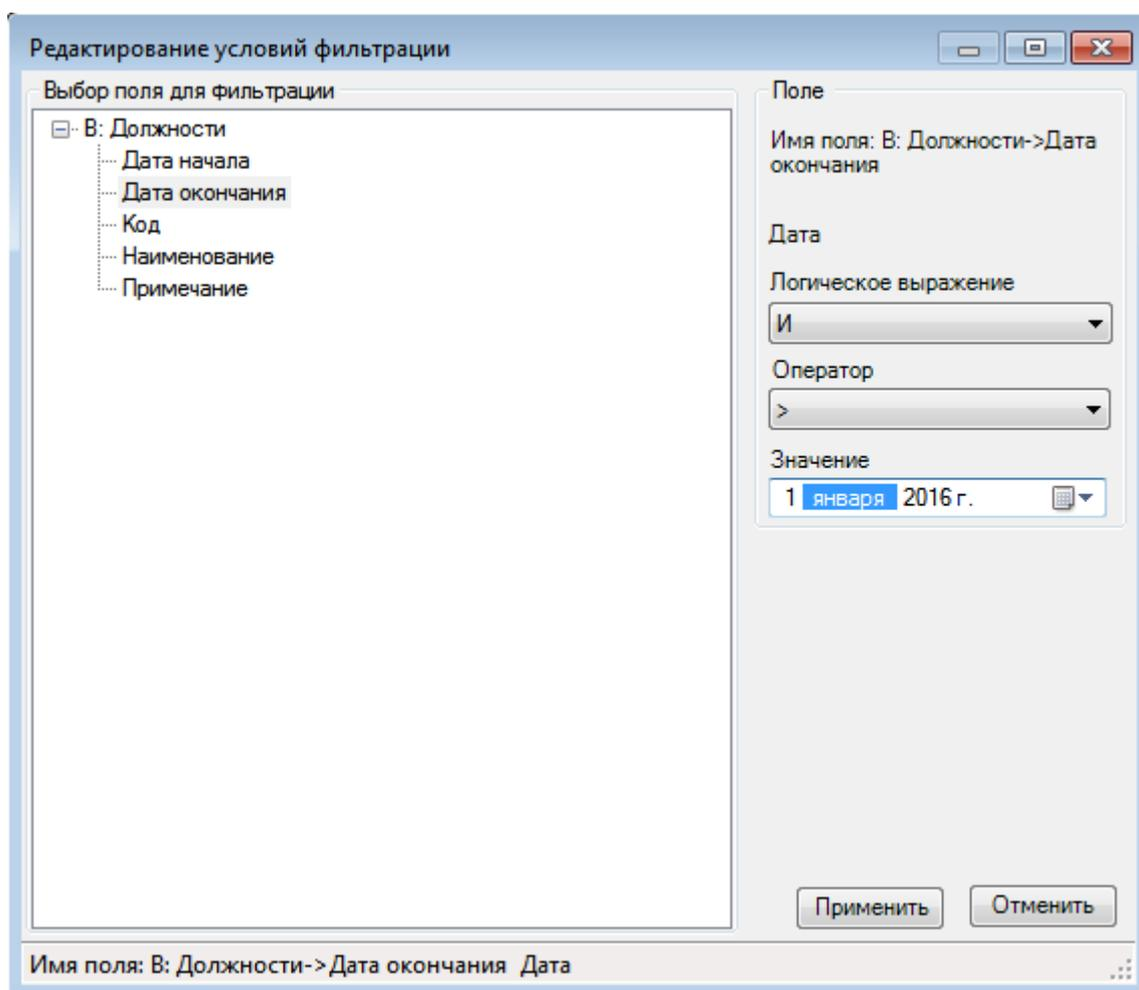 Редактирование условий фильтрации
Выбор поля для фильтрации
В: Должности
Дата начала
Дата окончания
Код
Наименование
Примечание
Поле
Имя поля: В: Должности->Дата
окончания
Дата
Логическое выражение
И
Оператор
>
Значение
1 января 2016 г.
Применить
Отменить
Имя поля: В: Должности->Дата окончания Дата